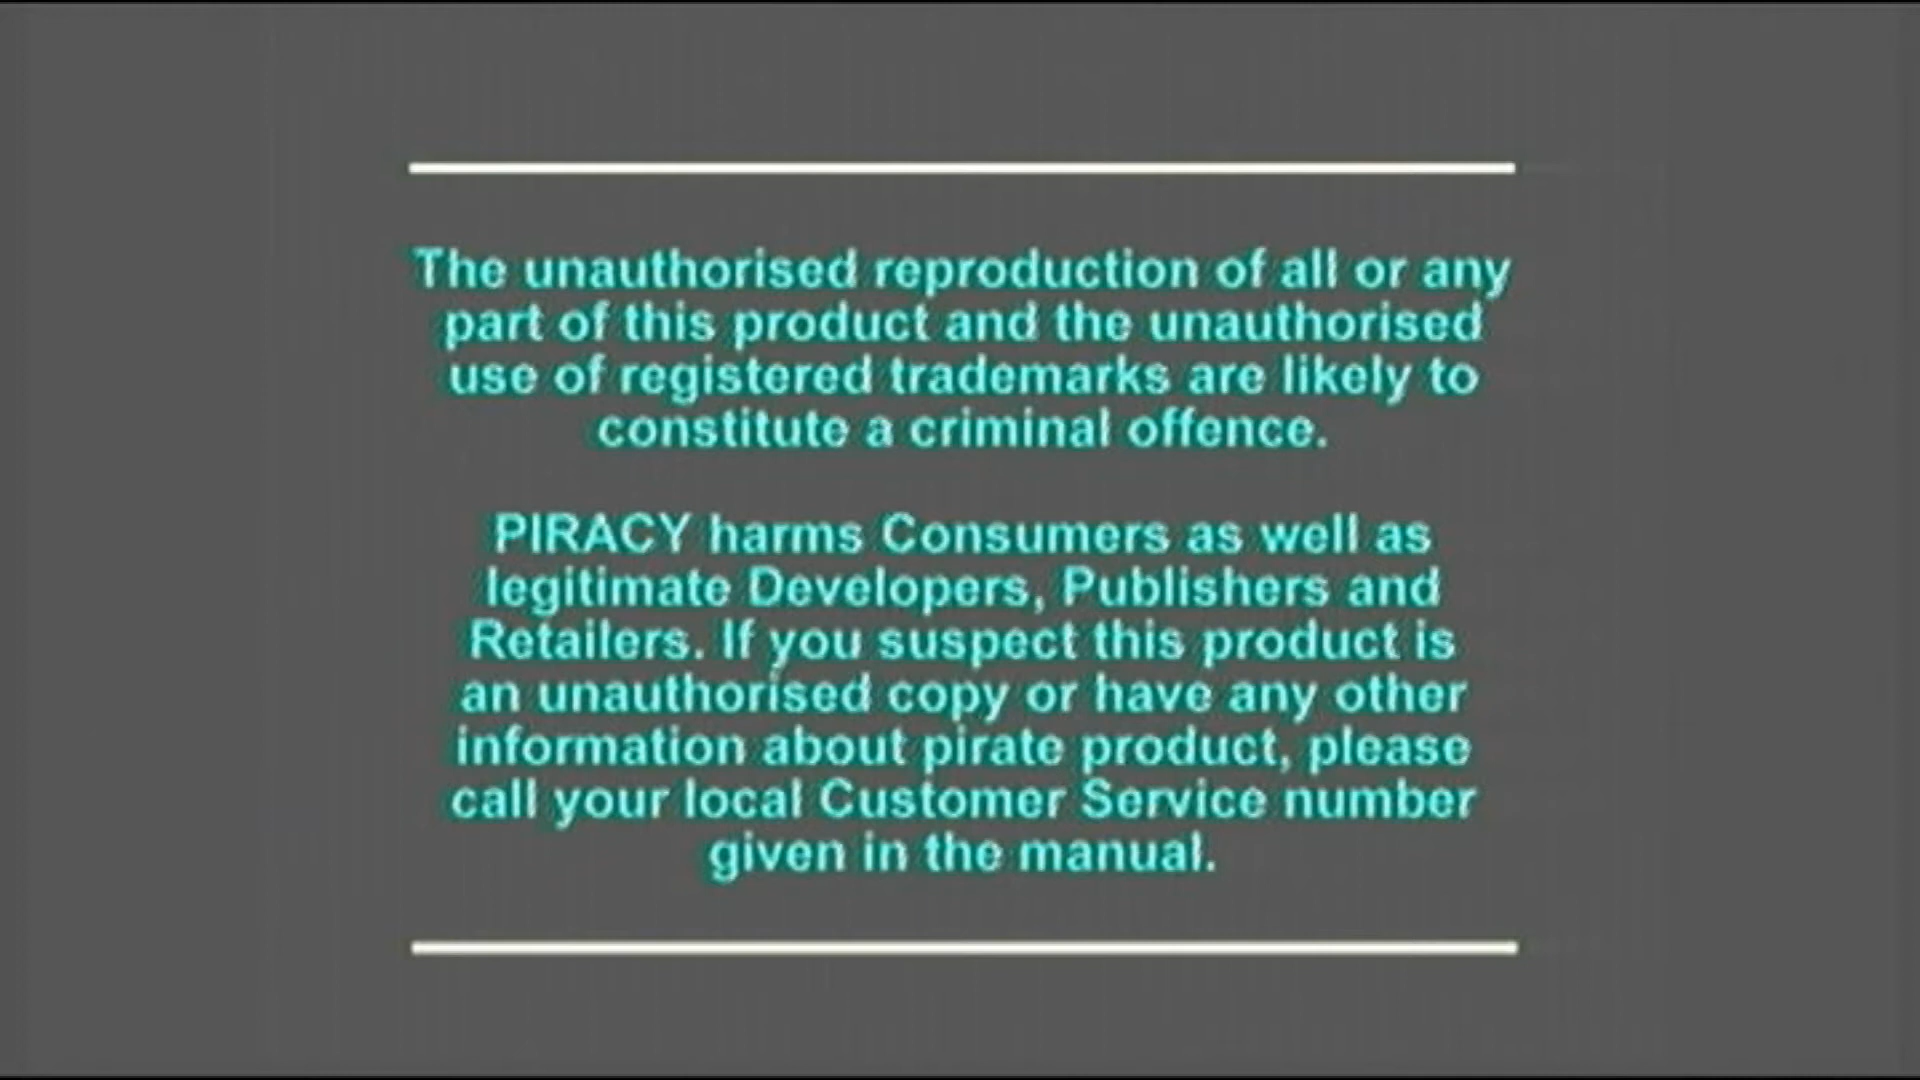 The unauthorised reproduction of all or any
part of this product and the unauthorised
use of registered trademarks are likely to
constitute a criminal offence.
PIRACY harms Consumers as well as
legitimate Developers, Publishers and
Retailers. If you suspect this product is
an unauthorised copy or have any other
information about pirate product, please
call your local Customer Service number
given in the manual.